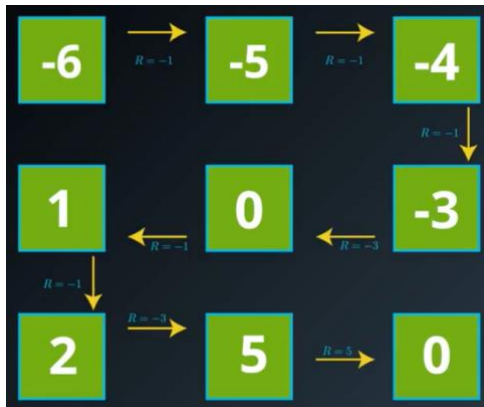 -6
R = -1
-5
R = -1
-4
R = -1
1
R = -1
0
R = -3
-3
R = -1
2
R = -3
5
R = 5
0